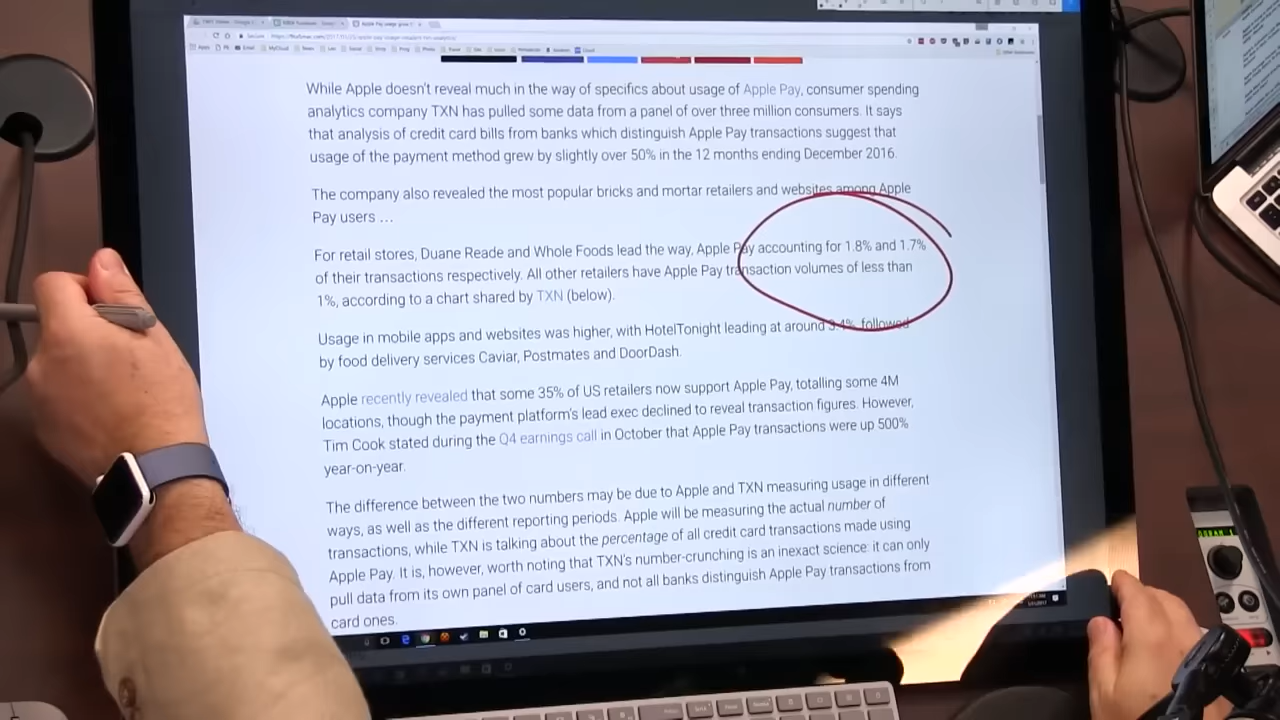 While Apple doesn't reveal much in the way of specifics about usage of Apple Pay, consumer spending
analytics company TXN has pulled some data from a panel of over three million consumers. It says
that analysis of credit card bills from banks which distinguish Apple Pay transactions suggest that
usage of the payment method grew by slightly over 50% in the 12 months ending December 2016.
The company also revealed the most popular bricks and mortar retailers and websites among Apple
Pay users …
For retail stores, Duane Reade and Whole Foods lead the way, Apple Pay accounting for 1.8% and 1.7%
of their transactions respectively. All other retailers have Apple Pay transaction volumes of less than
1%, according to a chart shared by TXN (below).
Usage in mobile apps and websites was higher, with HotelTonight leading at around 3.4% followed
by food delivery services Caviar, Postmates and DoorDash.
Apple recently revealed that some 35% of US retailers now support Apple Pay, totalling some 4M
locations, though the payment platform's lead exec declined to reveal transaction figures. However,
Tim Cook stated during the Q4 earnings call in October that Apple Pay transactions were up 500%
year-on-year.
The difference between the two numbers may be due to Apple and TXN measuring usage in different
ways, as well as the different reporting periods. Apple will be measuring the actual number of
transactions, while TXN is talking about the percentage of all credit card transactions made using
Apple Pay. It is, however, worth noting that TXN's number-crunching is an inexact science: it can only
pull data from its own panel of card users, and not all banks distinguish Apple Pay transactions from
card ones.